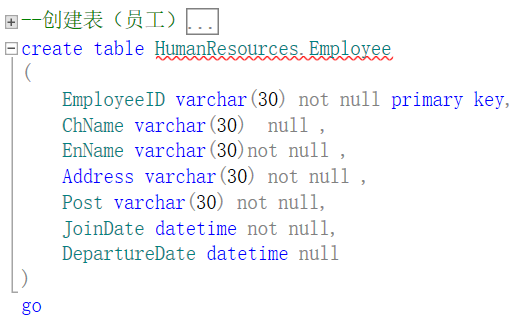 --创建表（员工）...
create table HumanResources.Employee
(
EmployeeID varchar(30) not null primary key,
ChName varchar(30)  null ,
EnName varchar(30)not null ,
Address varchar(30) not null ,
Post varchar(30) not null,
JoinDate datetime not null,
DepartureDate datetime null
)
go